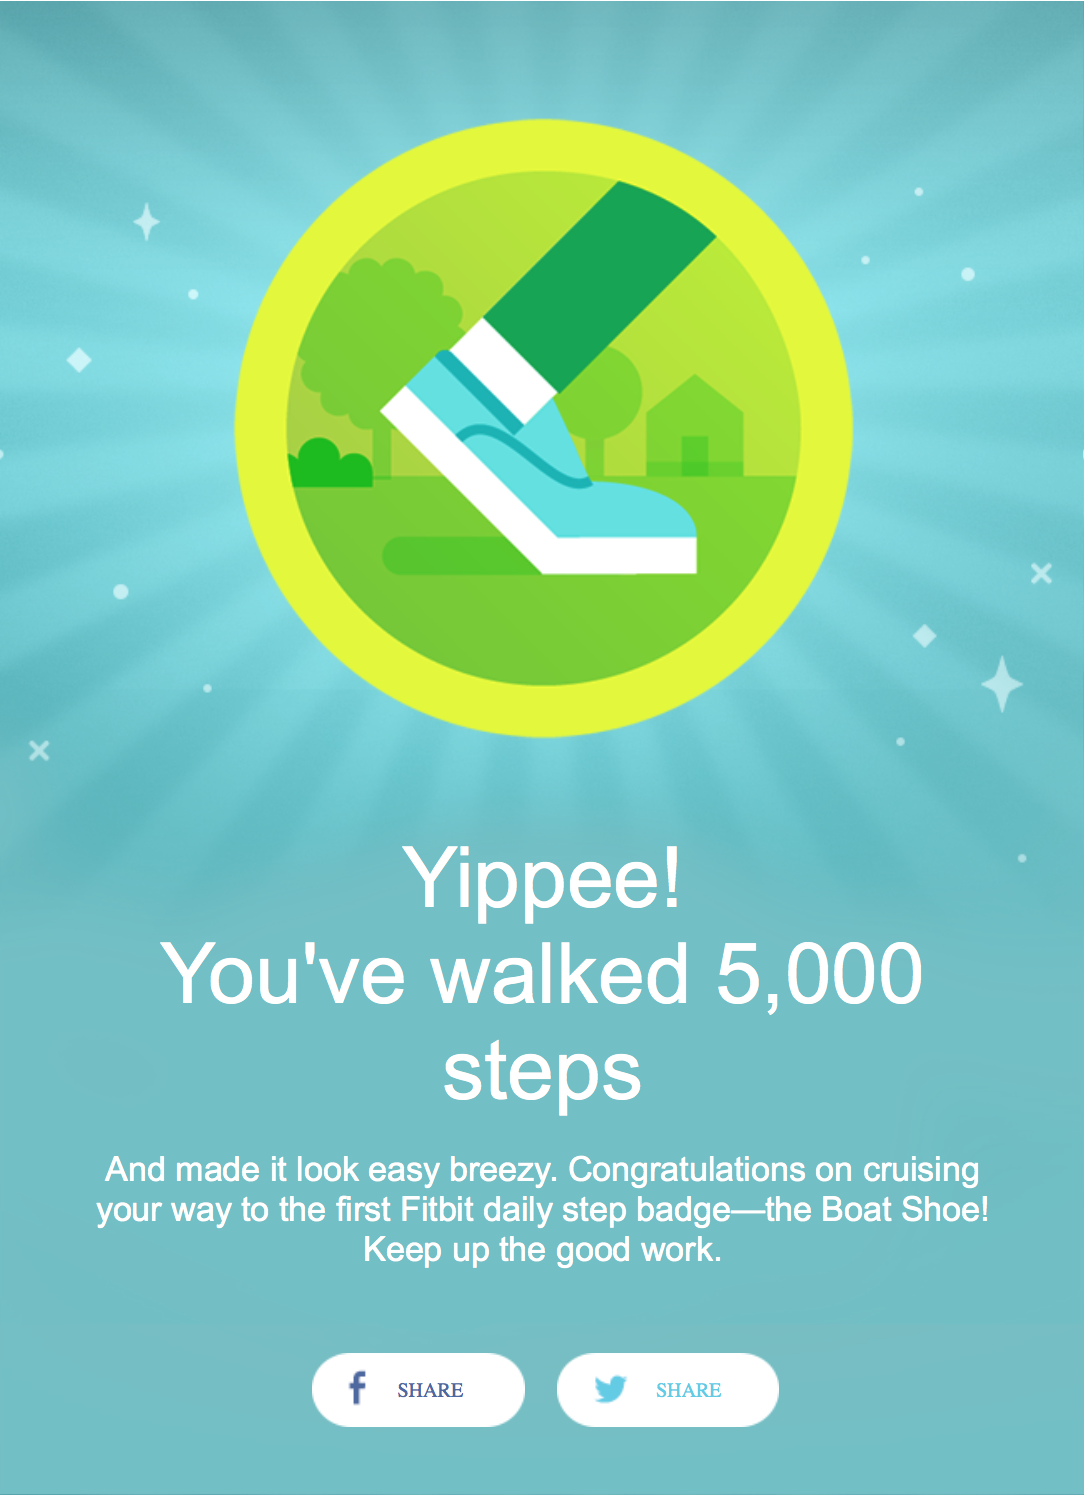 Yippee!
You've walked 5,000
steps
And made it look easy breezy. Congratulations on cruising
your way to the first Fitbit daily step badge—the Boat Shoe!
Keep up the good work.
SHARE
SHARE